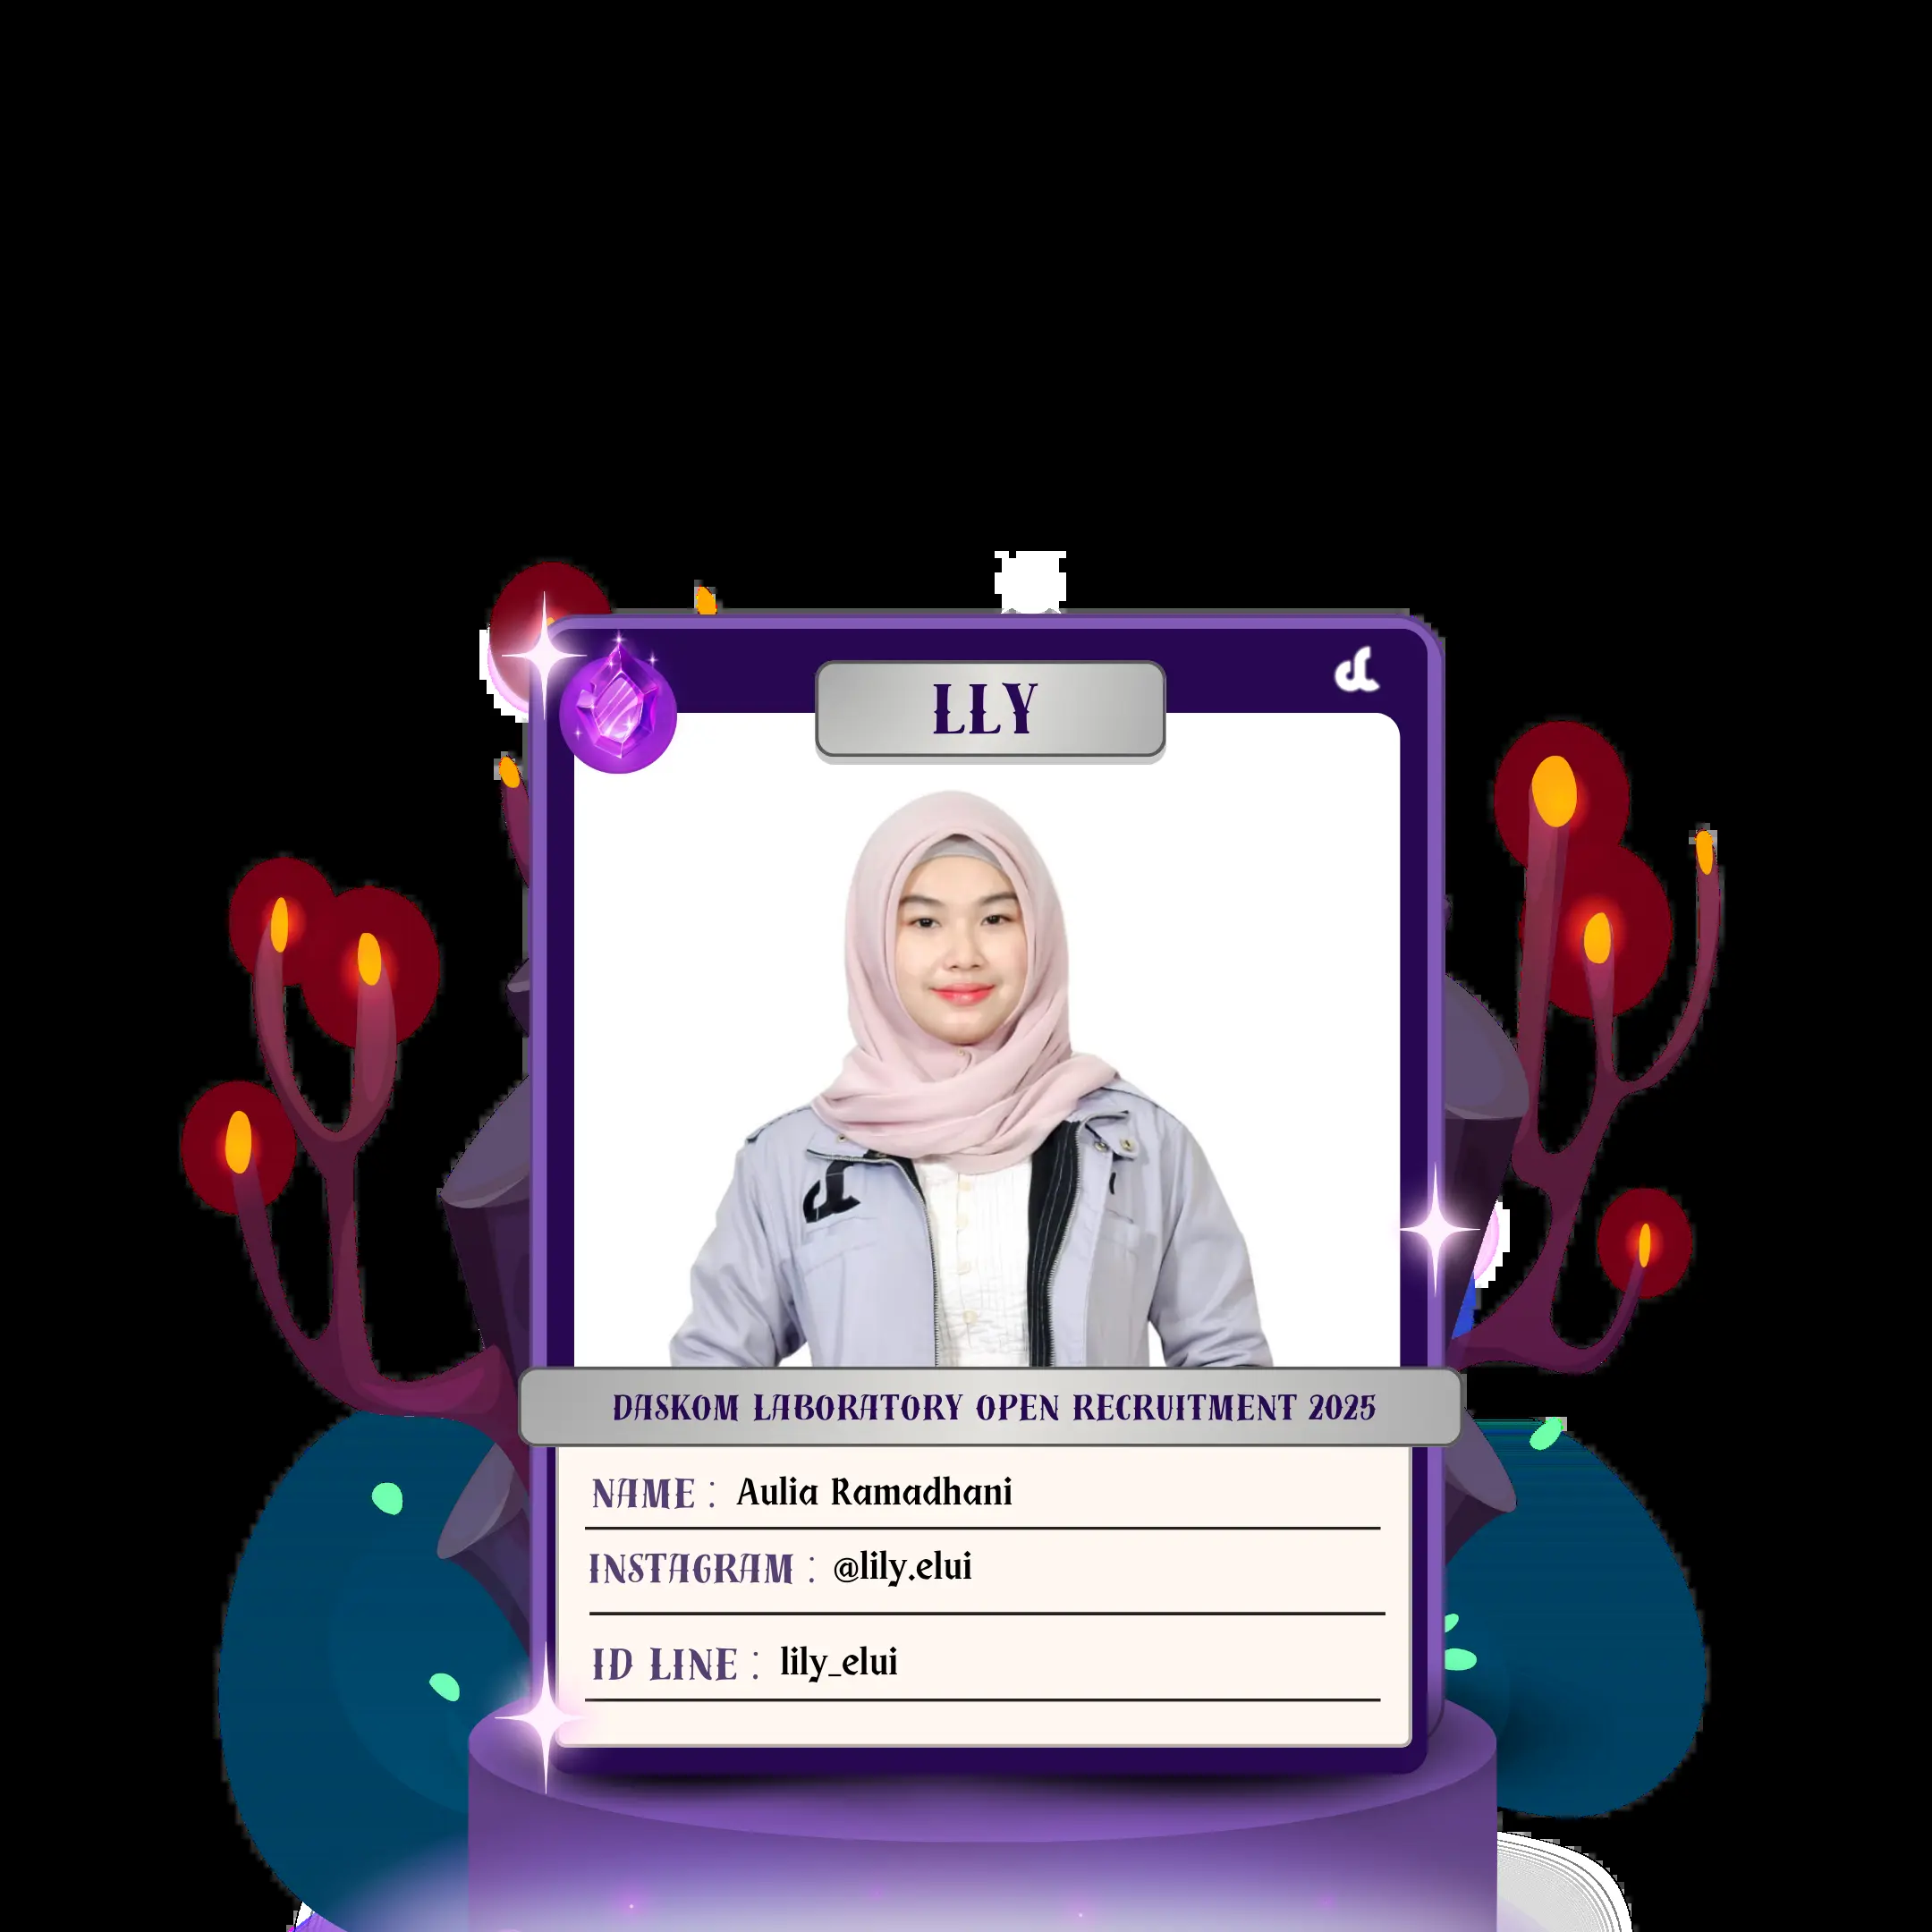 LLY
DASKOM LABORATORY OPEN RECRUITMENT 2025
NAME : Aulia Ramadhani
INSTAGRAM : @lily.elui
ID LINE : lily_elui